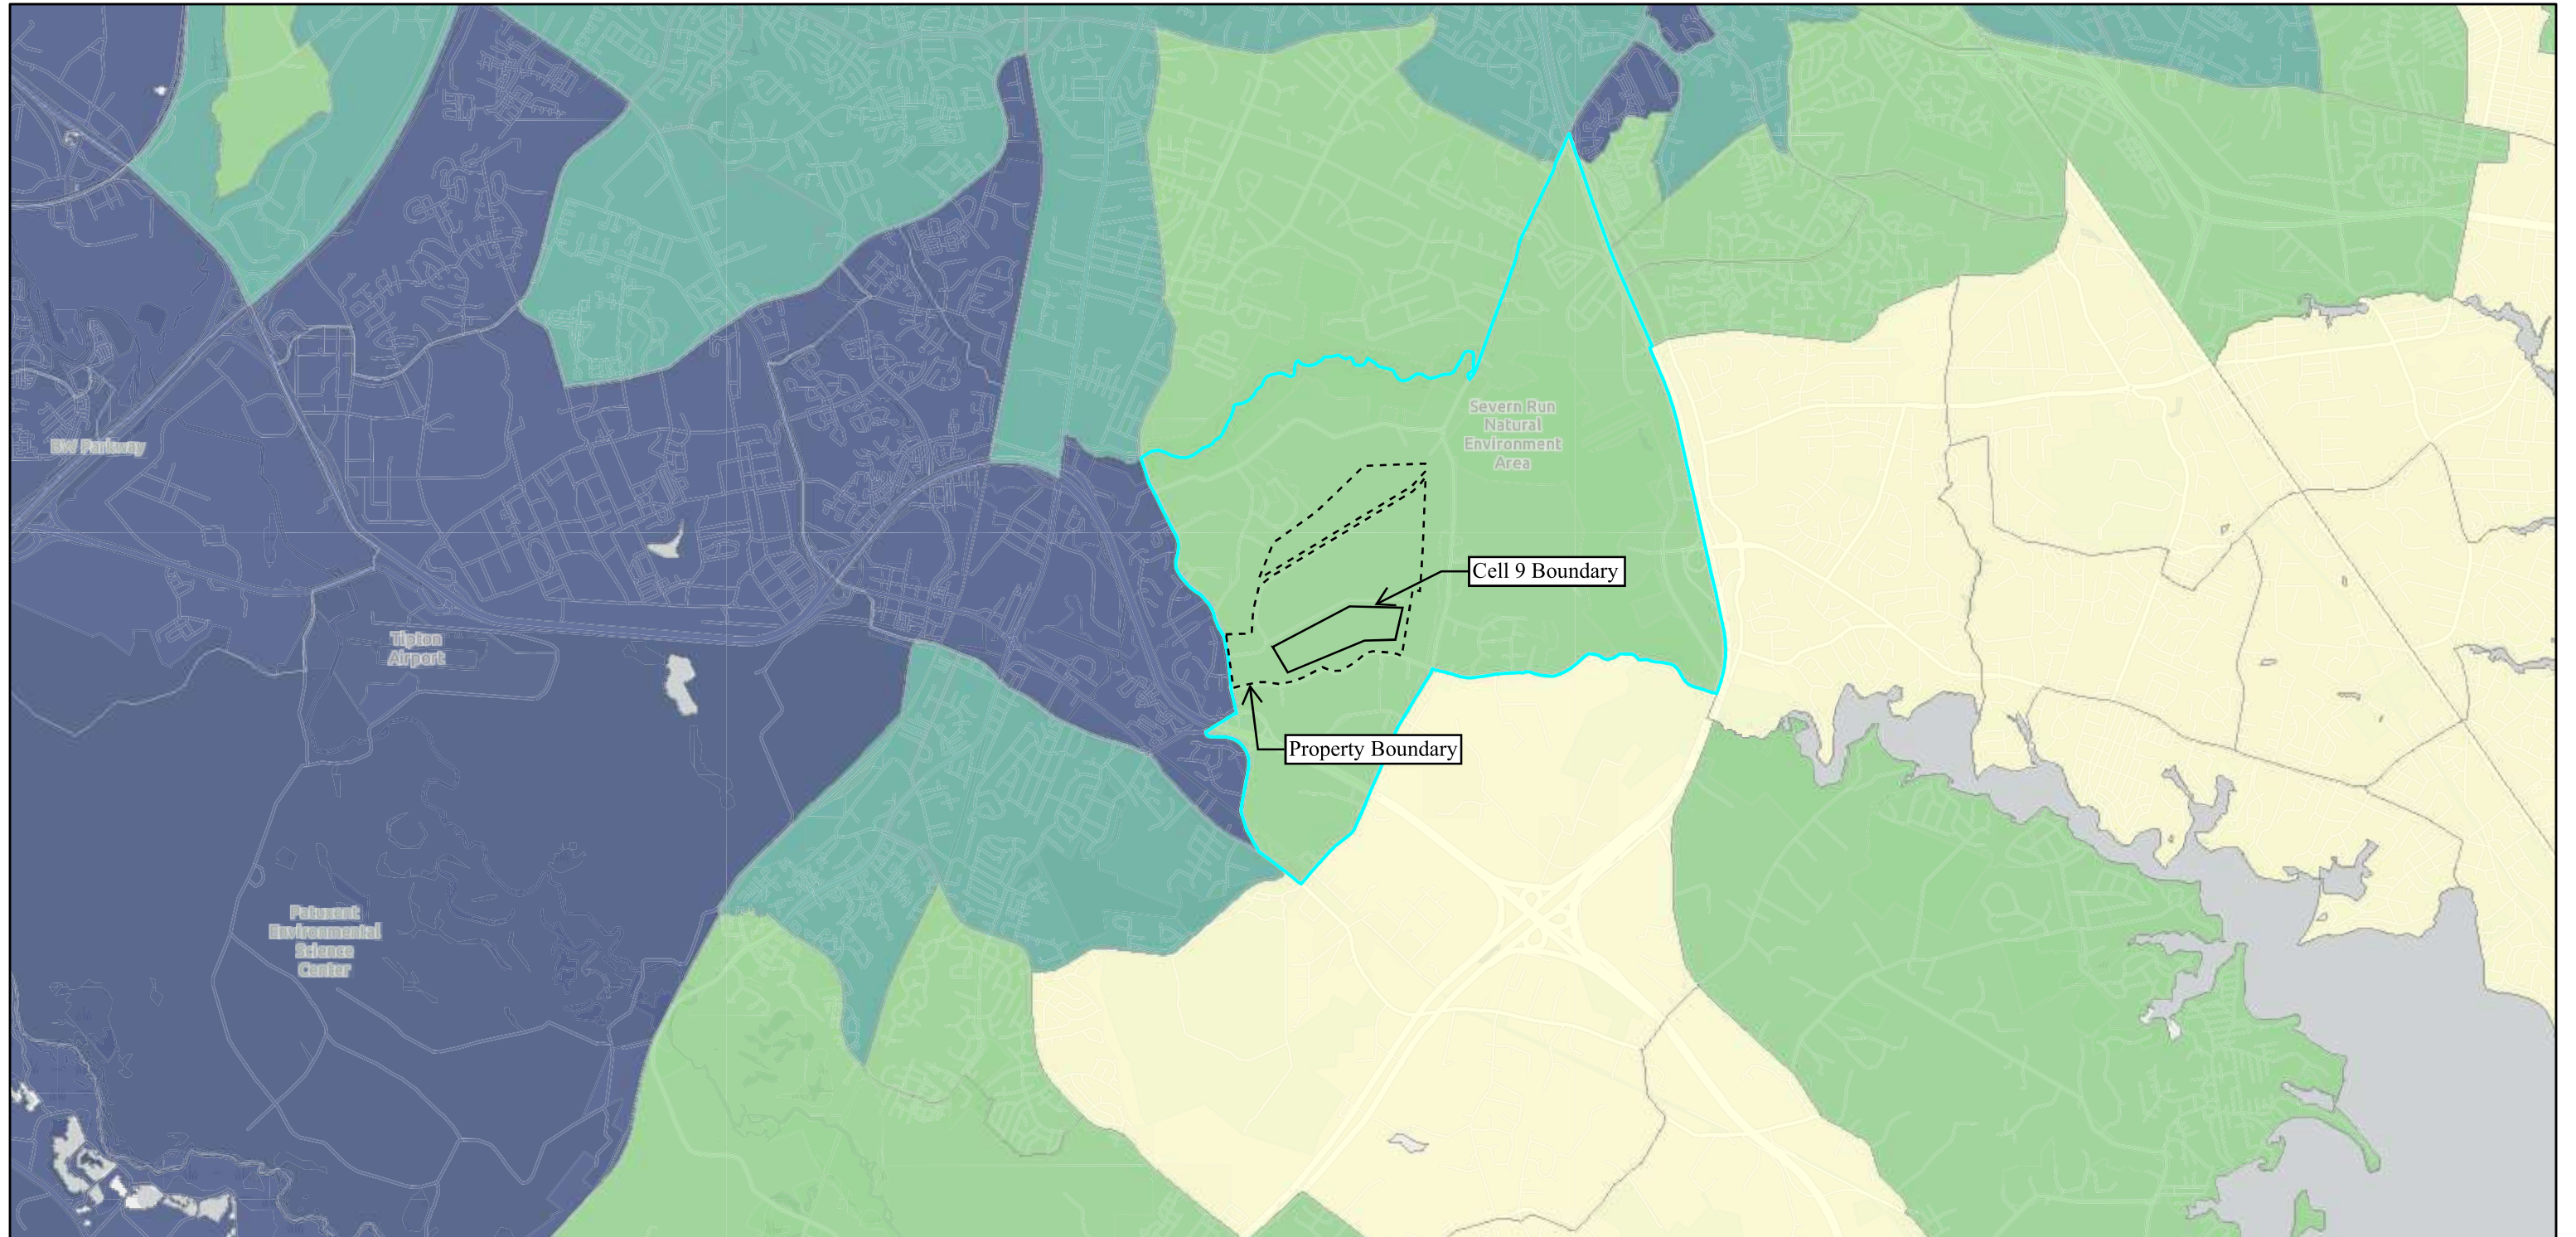 Severn Run
Natural
Environment
Area
BW Parkway
Cell 9 Boundary
Tipton
Airport
Property Boundary
Patuxent
Environmental
Science
Center